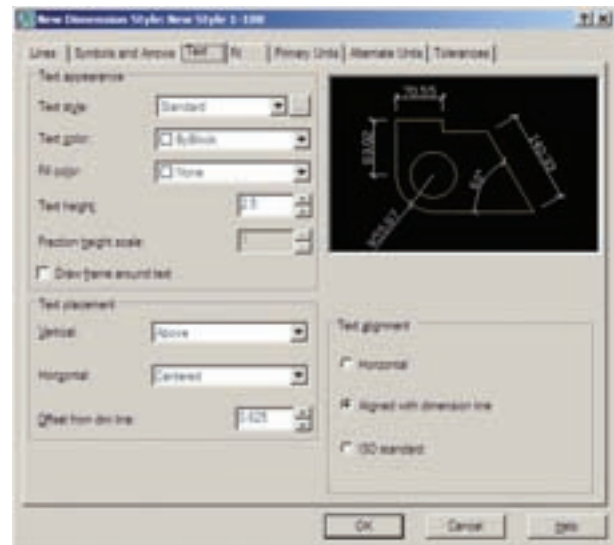 New Dimension Style: New Style 1-100
Lines Symbols and Arrows Text Fit Primary Units Alternate Units Tolerances
Text appearance
Text style: Standard
Text color: ByBlock
Fill color: None
Text height: 2.5
Fraction height scale: 1
Draw frame around text
Text placement
Vertical: Above
Horizontal: Centered
Offset from dim line: 0.625
70.55
Text alignment
Horizontal
Aligned with dimension line
ISO standard
OK Cancel Help